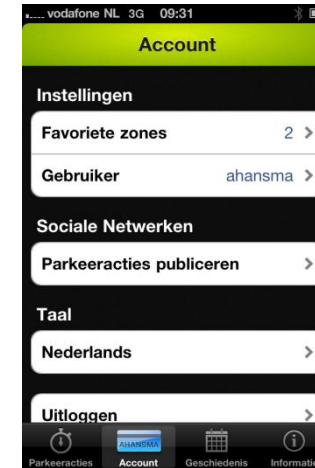 vodafone NL 3G 09:31
Account
Instellingen
Favoriete zones 2
Gebruiker ahansma
Sociale Netwerken
Parkeeracties publiceren
Taal
Nederlands
Uitloggen
AHANSMA
Parkeeracties Account Geschiedenis Informatie